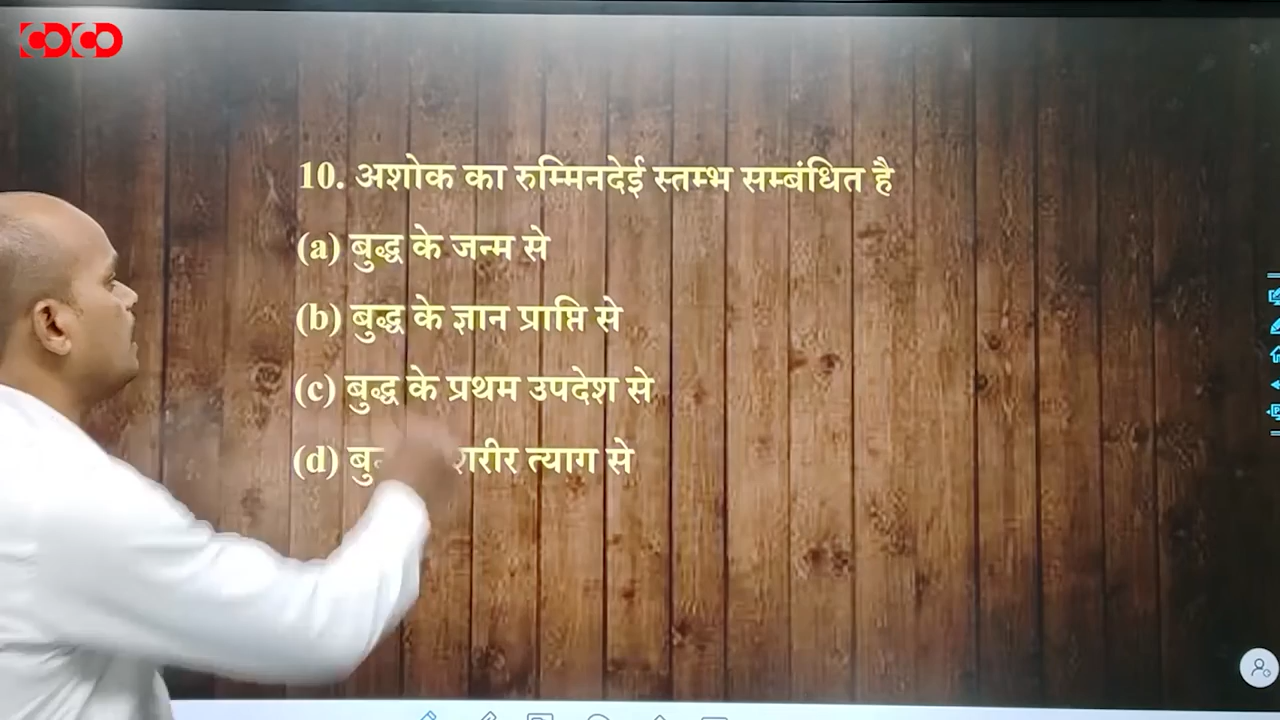 10. अशोक का रुम्मिनदेई स्तम्भ सम्बंधित है
(a) बुद्ध के जन्म से
(b) बुद्ध के ज्ञान प्राप्ति से
(c) बुद्ध के प्रथम उपदेश से
(d) शरीर त्याग से